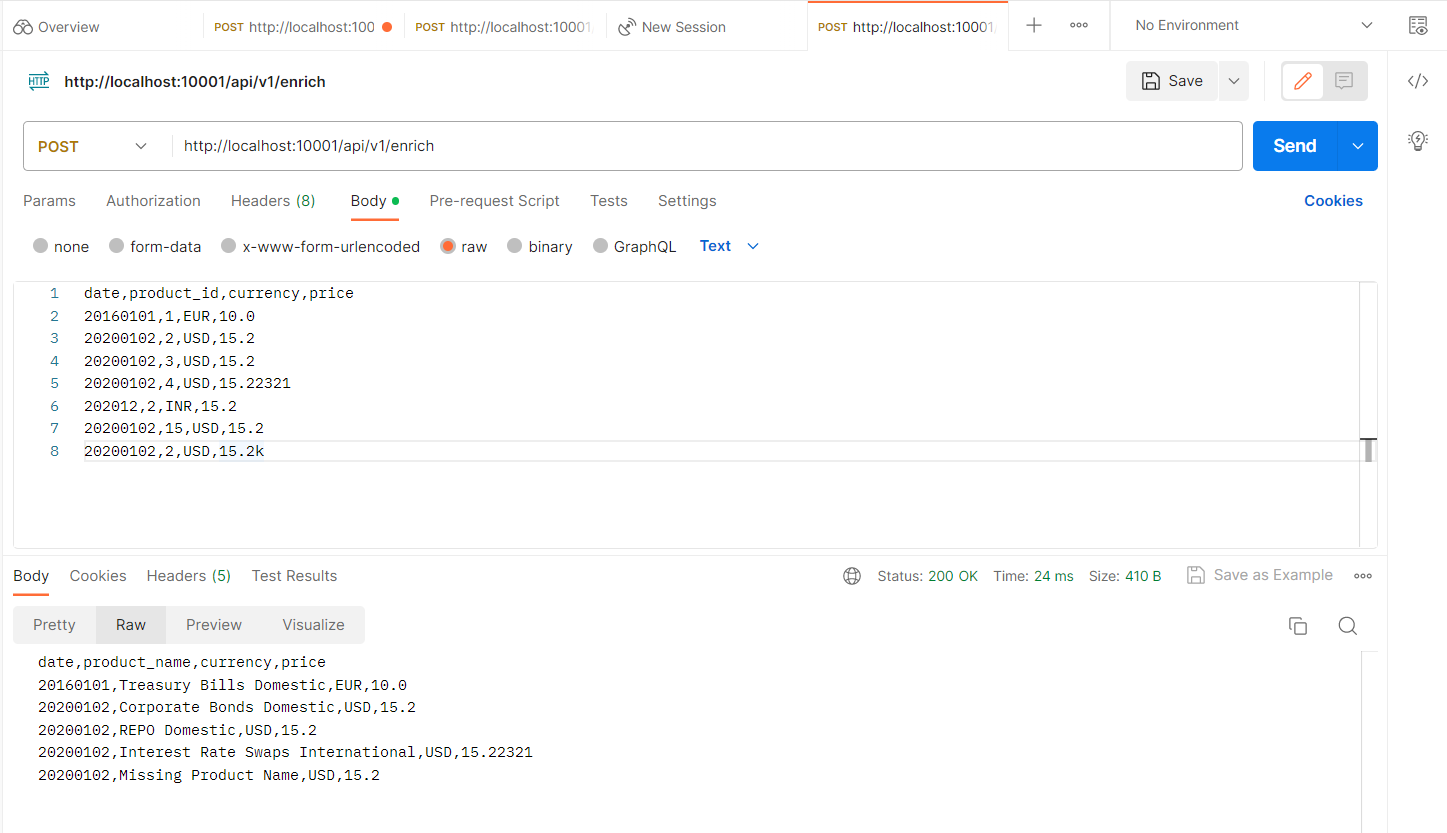 Overview POST http://localhost:100 POST http://localhost:10001 New Session POST http://localhost:10001 No Environment
HTTP http://localhost:10001/api/v1/enrich Save
POST http://localhost:10001/api/v1/enrich Send
Params Authorization Headers (8) Body Pre-request Script Tests Settings Cookies
none form-data x-www-form-urlencoded raw binary GraphQL Text
1 date,product_id,currency,price
2 20160101,1,EUR,10.0
3 20200102,2,USD,15.2
4 20200102,3,USD,15.2
5 20200102,4,USD,15.22321
6 202012,2,INR,15.2
7 20200102,15,USD,15.2
8 20200102,2,USD,15.2k
Body Cookies Headers (5) Test Results Status: 200 OK Time: 24 ms Size: 410 B Save as Example
Pretty Raw Preview Visualize
date,product_name,currency,price
20160101,Treasury Bills Domestic,EUR,10.0
20200102,Corporate Bonds Domestic,USD,15.2
20200102,REPO Domestic,USD,15.2
20200102,Interest Rate Swaps International,USD,15.22321
20200102,Missing Product Name,USD,15.2